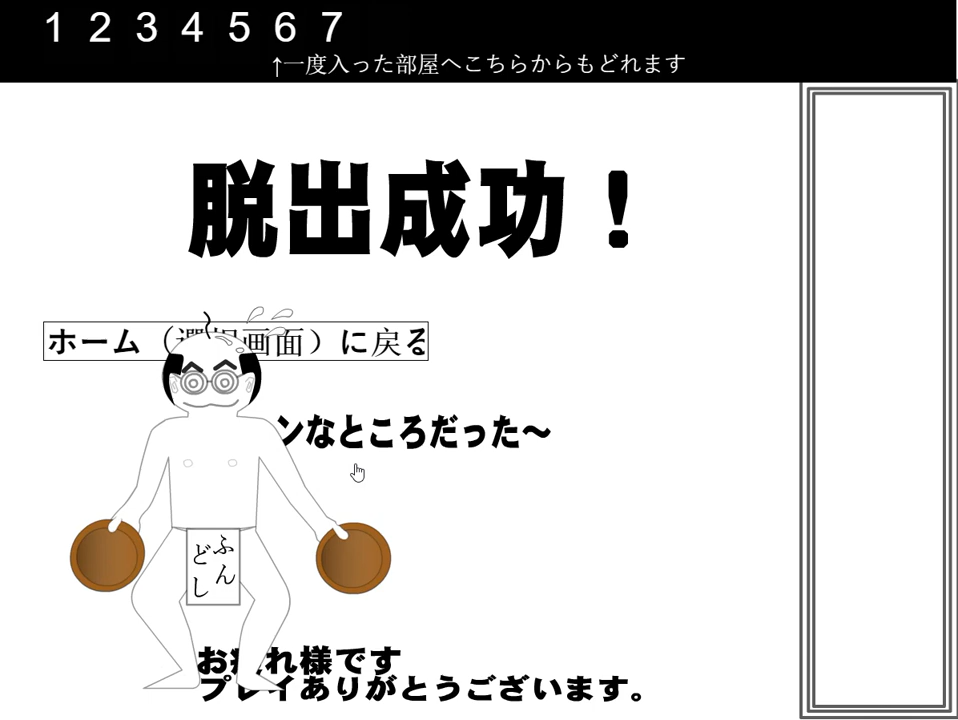 1 2 3 4 5 6 7
↑一度入った部屋へこちらからもどれます
脱出成功！
ホーム（選択画面）に戻る
ンなところだった～
ふん
どし
お疲れ様です
プレイありがとうございます。